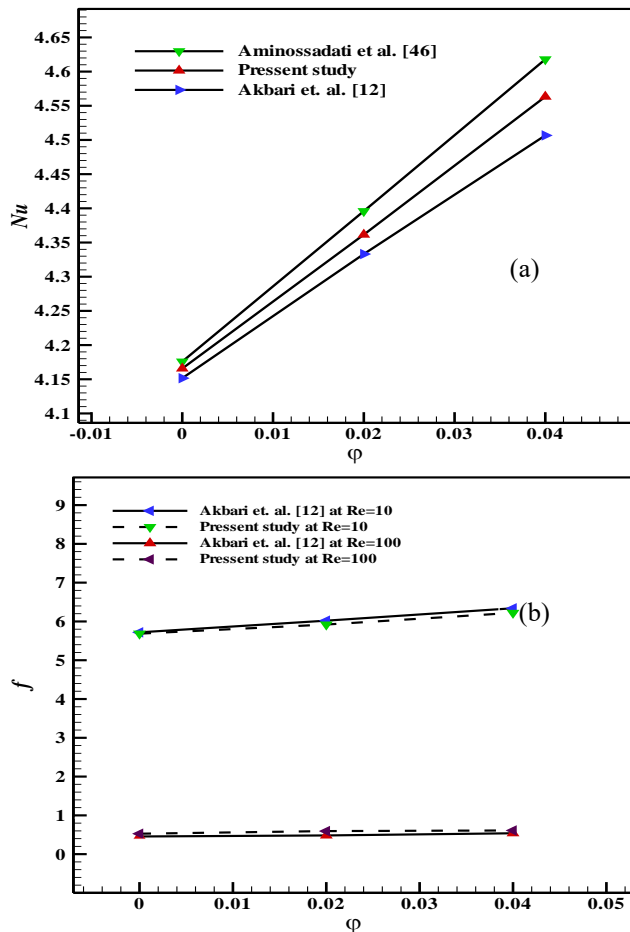 4.65
4.6
4.55
4.5
4.45
4.4
4.35
4.3
4.25
4.2
4.15
4.1
Nu
Aminossadati et al. [46]
Pressent study
Akbari et. al. [12]
(a)
-0.01 0 0.01 0.02 0.03 0.04
φ
9
8
7
6
5
4
3
2
1
0
f
Akbari et. al. [12] at Re=10
Pressent study at Re=10
Akbari et. al. [12] at Re=100
Pressent study at Re=100
(b)
0 0.01 0.02 0.03 0.04 0.05
φ